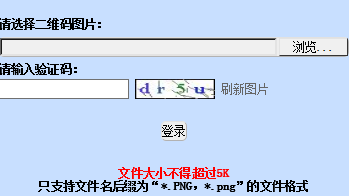 请选择二维码图片:
浏览...
请输入验证码:
dr5u 刷新图片
登录
文件大小不得超过5K
只支持文件名后缀为“*.PNG，*.png”的文件格式